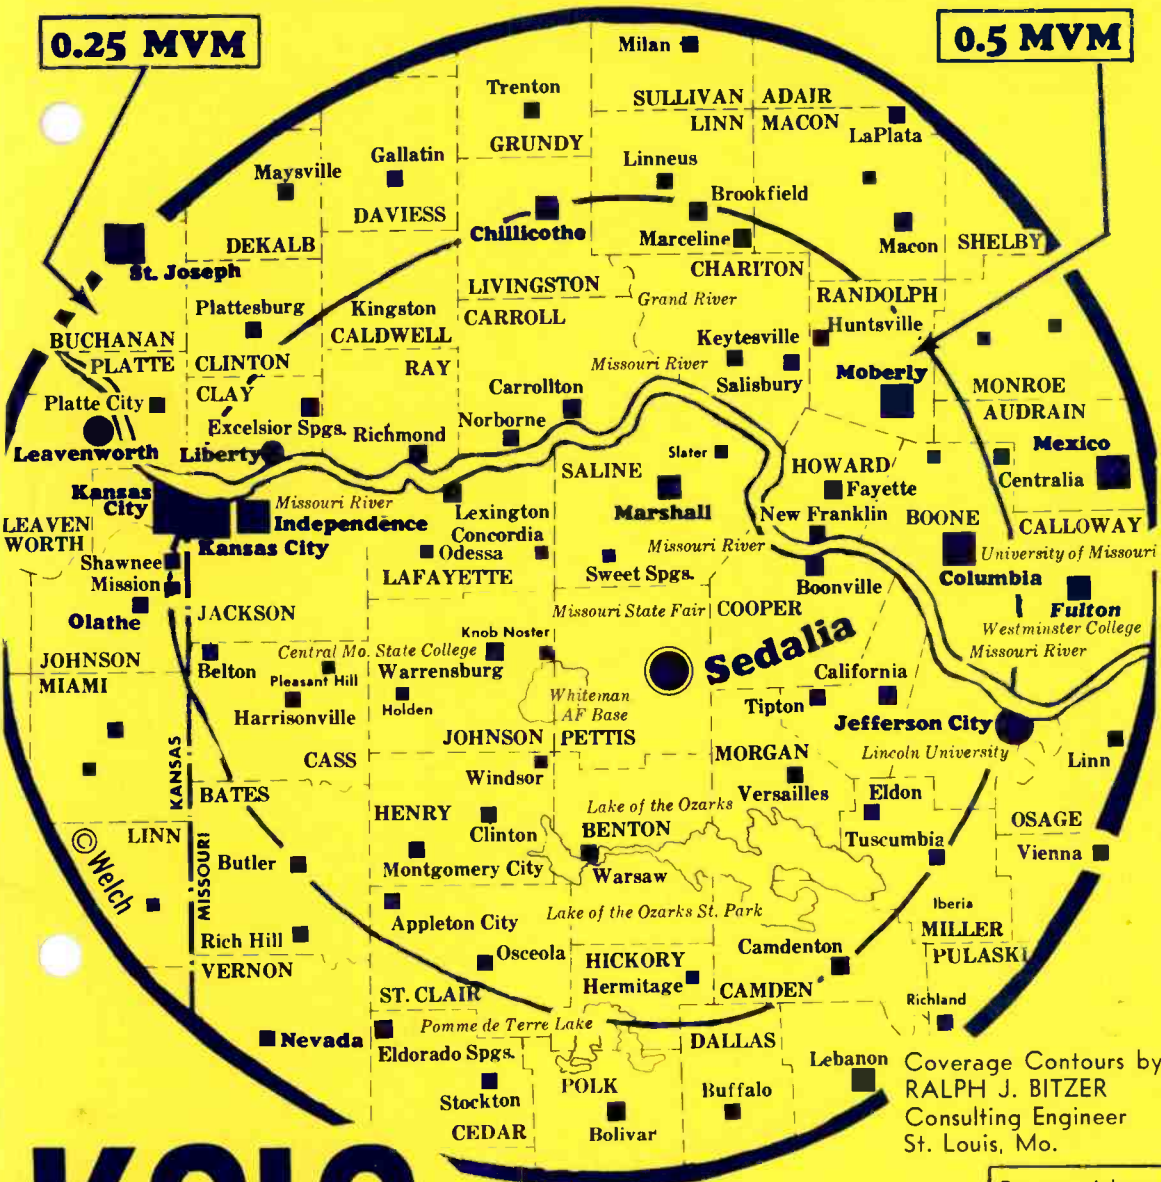 0.25 MVM
0.5 MVM
Milan
Trenton
SULLIVAN
ADAIR
LINN
MACON
LaPlata
GRUNDY
Gallatin
Linneus
Maysville
Brookfield
DAVIESS
Chillicothe
Marceline
Macon
SHELBY
DEKALB
CHARITON
St. Joseph
LIVINGSTON
Grand River
RANDOLPH
Plattesburg
Kingston
CARROLL
Huntsville
BUCHANAN
CALDWELL
Keytesville
PLATTE
CLINTON
RAY
Missouri River
Salisbury
Moberly
MONROE
CLAY
Carrollton
AUDRAIN
Platte City
Excelsior Spgs.
Norborne
Richmond
Mexico
Leavenworth
Liberty
Slater
SALINE
HOWARD
Centralia
Kansas
City
Missouri River
Fayette
Independence
Lexington
Marshall
New Franklin
BOONE
CALLOWAY
LEAVEN
WORTH
Kansas City
Concordia
Odessa
Missouri River
University of Missouri
Shawnee
Mission
LAFAYETTE
Sweet Spgs.
Boonville
Columbia
Olathe
JACKSON
Missouri State Fair
COOPER
Fulton
Westminster College
Knob Noster
Sedalia
Missouri River
JOHNSON
Belton
Central Mo. State College
Warrensburg
California
MIAMI
Pleasant Hill
Holden
Whiteman
AF Base
Tipton
Harrisonville
Jefferson City
JOHNSON
PETTIS
MORGAN
Lincoln University
Linn
KANSAS
CASS
Windsor
Versailles
Eldon
BATES
HENRY
Lake of the Ozarks
OSAGE
LINN
Clinton
BENTON
Tuscumbia
Vienna
© Welch
MISSOURI
Butler
Montgomery City
Warsaw
Appleton City
Lake of the Ozarks St. Park
Iberia
MILLER
Rich Hill
Osceola
Camdenton
PULASKI
VERNON
HICKORY
Hermitage
CAMDEN
ST. CLAIR
Richland
Nevada
Pomme de Terre Lake
Eldorado Spgs.
DALLAS
Lebanon
Stockton
POLK
Buffalo
CEDAR
Bolivar
Coverage Contours by
RALPH J. BITZER
Consulting Engineer
St. Louis, Mo.